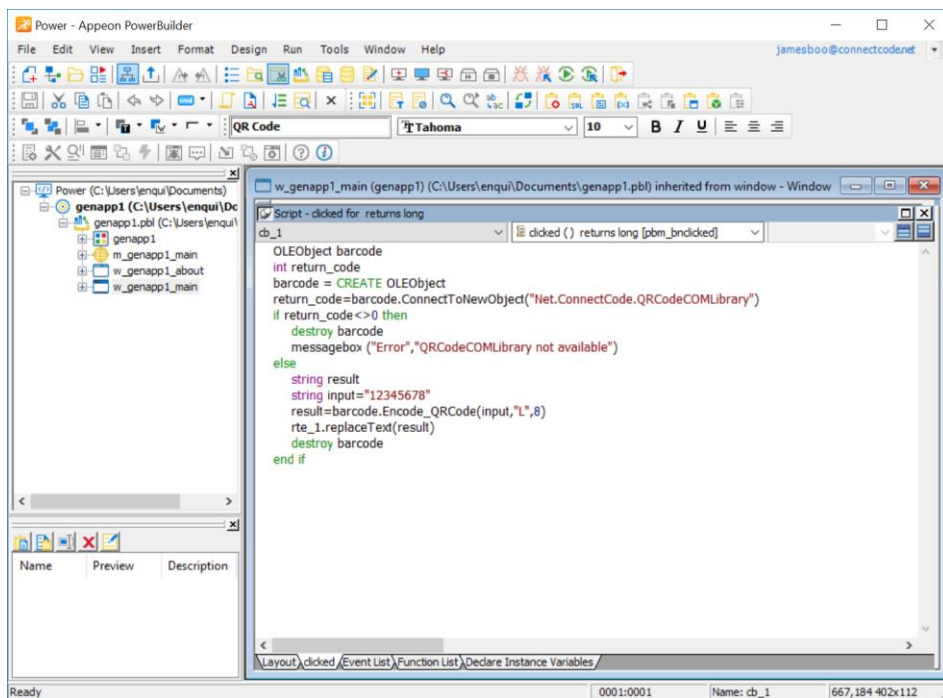 Power - Appeon PowerBuilder
File Edit View Insert Format Design Run Tools Window Help
jamesboo@connectcode.net
QR Code
Tahoma
10
B I U
w_genapp1_main (genapp1) (C:\Users\enqui\Documents\genapp1.pbl) inherited from window - Window
Power (C:\Users\enqui\Documents)
genapp1 (C:\Users\enqui\Dc
genapp1.pbl (C:\Users\enqui\
genapp1
m_genapp1_main
w_genapp1_about
w_genapp1_main
Script - clicked for returns long
cb_1
clicked ( ) returns long [pbm_bnclicked]
OLEObject barcode
int return_code
barcode = CREATE OLEObject
return_code=barcode.ConnectToNewObject("Net.ConnectCode.QRCodeCOMLibrary")
if return_code<>0 then
destroy barcode
messagebox ("Error","QRCodeCOMLibrary not available")
else
string result
string input="12345678"
result=barcode.Encode_QRCode(input,"L",8)
rte_1.replaceText(result)
destroy barcode
end if
Name Preview Description
Layout clicked Event List Function List Declare Instance Variables
Ready
0001:0001
Name: cb_1
667,184 402x112